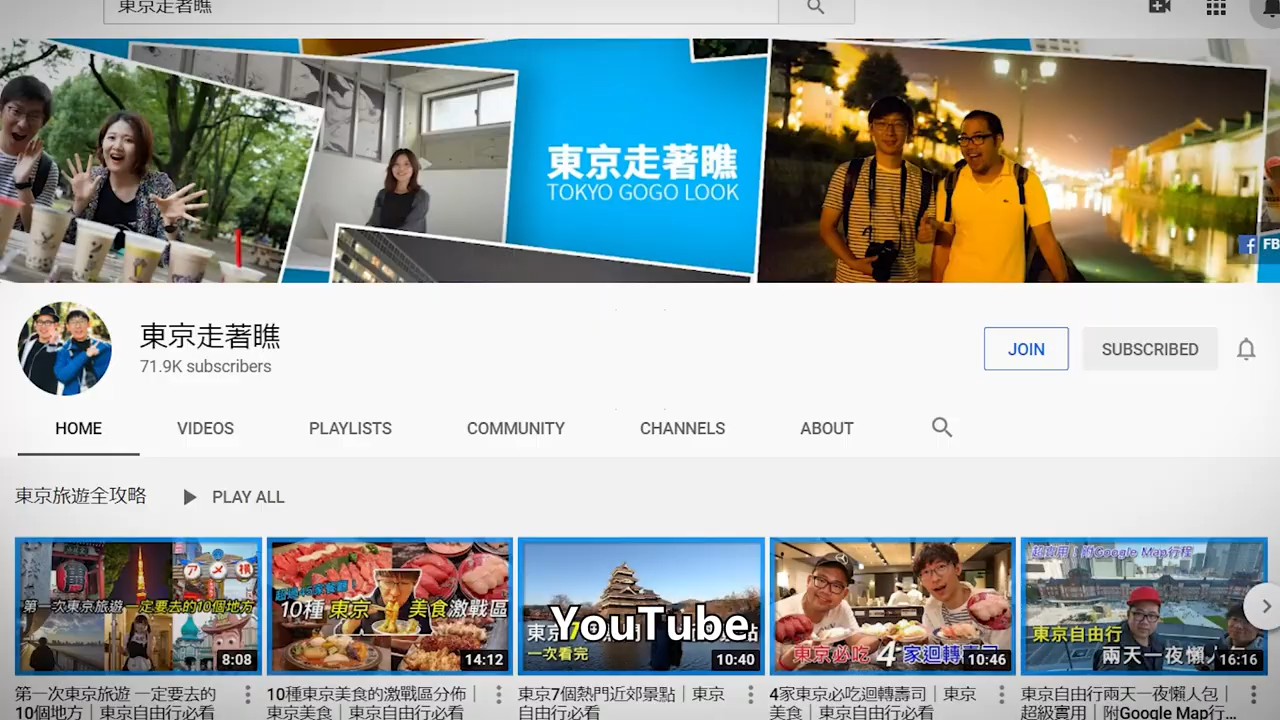 東京走著瞧
東京走著瞧
TOKYO GOGO LOOK
FB
東京走著瞧
71.9K subscribers
JOIN
SUBSCRIBED
HOME
VIDEOS
PLAYLISTS
COMMUNITY
CHANNELS
ABOUT
東京旅遊全攻略
PLAY ALL
アメ横
第一次東京旅遊 一定要去的10個地方
8:08
10種 東京 美食激戰區
14:12
東京7
點
一次看完
10:40
東京必吃 4 家迴轉壽司
10:46
超實用!附Google Map行程
東京自由行
兩天一夜懶人
16:16
YouTube
第一次東京旅遊 一定要去的
10個地方│東京自由行必看
10種東京美食的激戰區分佈│
東京美食│東京自由行必看
東京7個熱門近郊景點│東京
自由行必看
4家東京必吃迴轉壽司│東京
美食│東京自由行必看
東京自由行兩天一夜懶人包│
超級實用│附Google Map行...